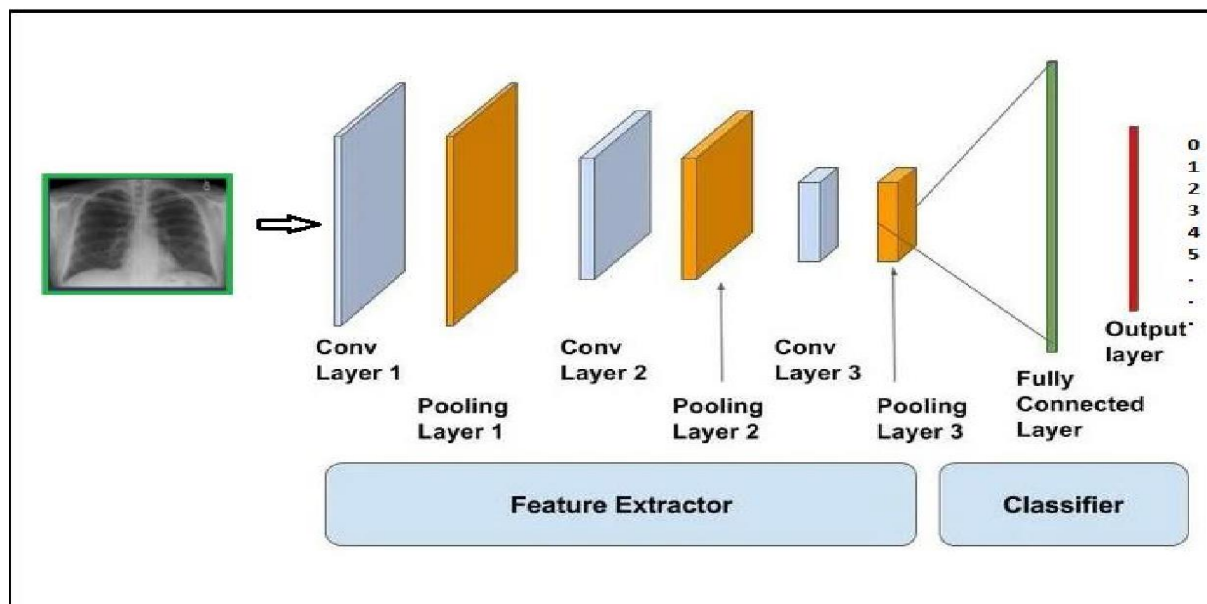 Conv
Layer 1
Pooling
Layer 1
Conv
Layer 2
Pooling
Layer 2
Conv
Layer 3
Pooling
Layer 3
Fully
Connected
Layer
Output
layer
0
1
2
3
4
5
-
-
-
Feature Extractor
Classifier